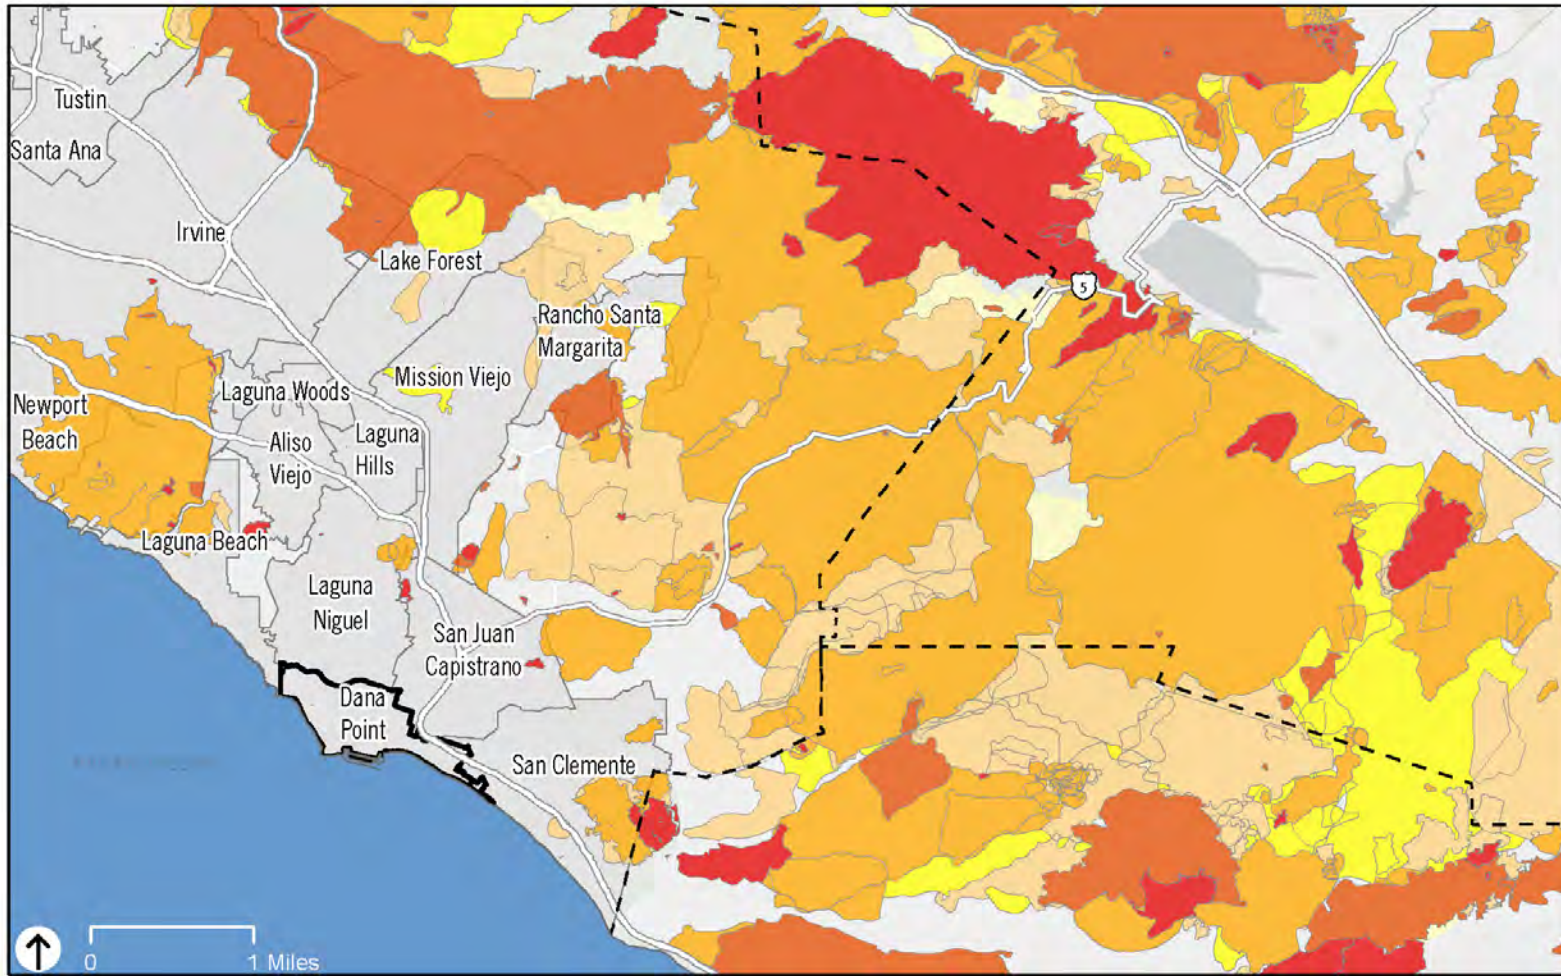 Tustin
Santa Ana
Irvine
Lake Forest
Rancho Santa
Margarita
5
Mission Viejo
Laguna Woods
Newport
Beach
Aliso
Viejo
Laguna
Hills
Laguna Beach
Laguna
Niguel
San Juan
Capistrano
Dana
Point
San Clemente
0
1 Miles